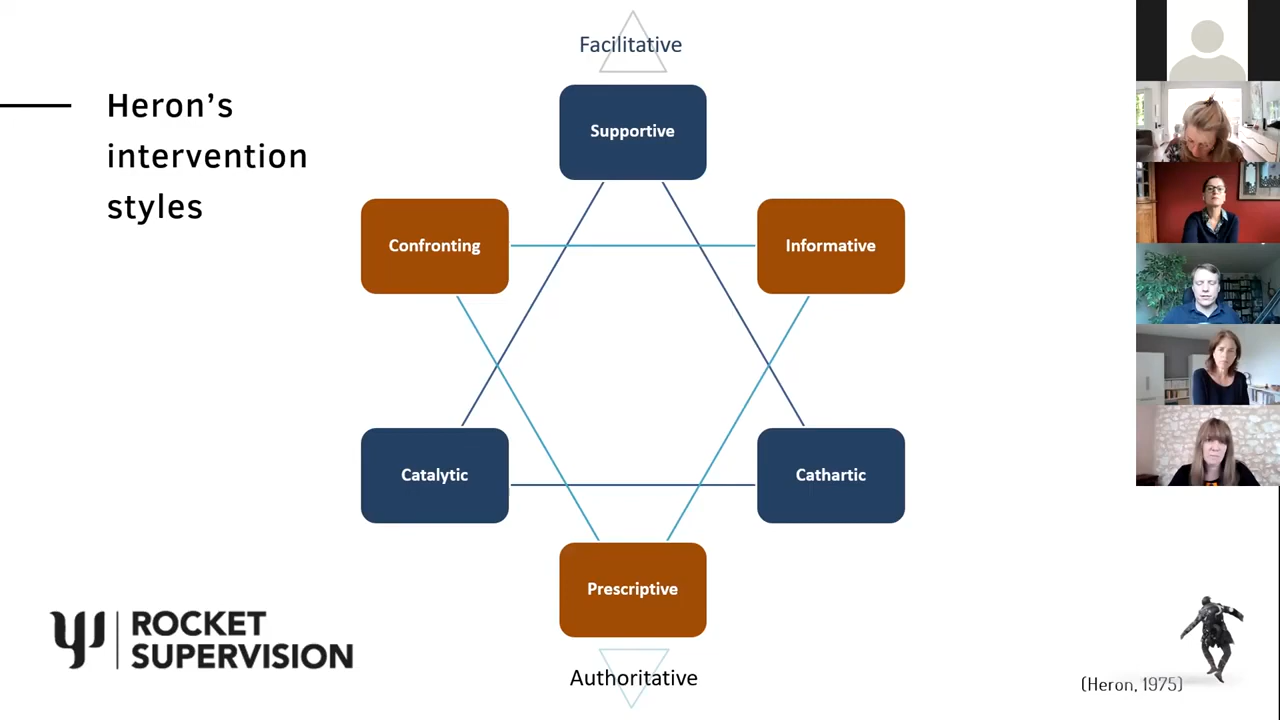 Heron’s
intervention
styles
Facilitative
Supportive
Confronting
Informative
Catalytic
Cathartic
Prescriptive
Authoritative
ROCKET
SUPERVISION
(Heron, 1975)